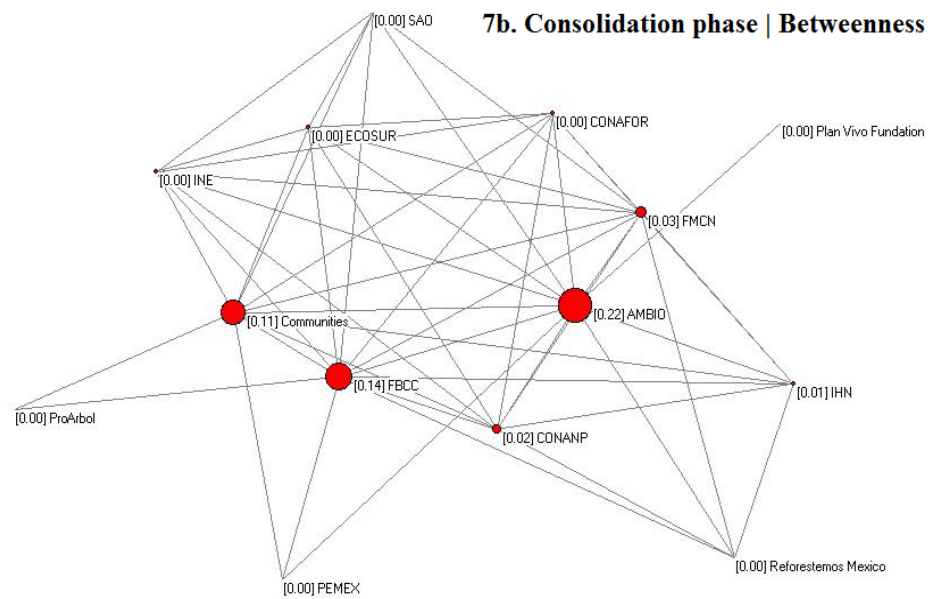 [0.00] SAO
7b. Consolidation phase | Betweenness
[0.00] ECOSUR
[0.00] CONAFOR
[0.00] Plan Vivo Fundation
[0.00] INE
[0.03] FMCN
[0.11] Communities
[0.22] AMBIO
[0.14] FBCC
[0.01] IHN
[0.00] ProArbol
[0.02] CONANP
[0.00] Reforestemos Mexico
[0.00] PEMEX